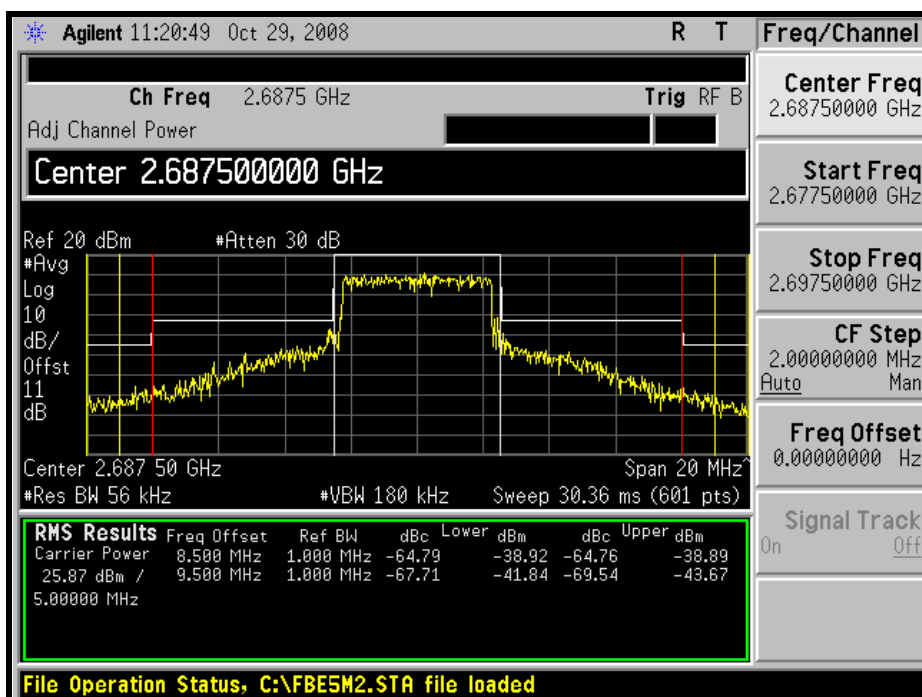 Agilent 11:20:49 Oct 29, 2008 R T
Freq/Channel
Ch Freq 2.6875 GHz Trig RF B
Adj Channel Power
Center 2.687500000 GHz
Center Freq
2.68750000 GHz
Start Freq
2.67750000 GHz
Stop Freq
2.69750000 GHz
CF Step
2.00000000 MHz
Auto Man
Freq Offset
0.00000000 Hz
Signal Track
On Off
Ref 20 dBm #Atten 30 dB
#Avg
Log
10
dB/
Offst
11
dB
Center 2.687 50 GHz Span 20 MHz^
#Res BW 56 kHz #VBW 180 kHz Sweep 30.36 ms (601 pts)
RMS Results Freq Offset Ref BW dBc Lower dBm dBc Upper dBm
Carrier Power 8.500 MHz 1.000 MHz -64.79 -38.92 -64.76 -38.89
25.87 dBm / 9.500 MHz 1.000 MHz -67.71 -41.84 -69.54 -43.67
5.00000 MHz
File Operation Status, C:\FBE5M2.STA file loaded